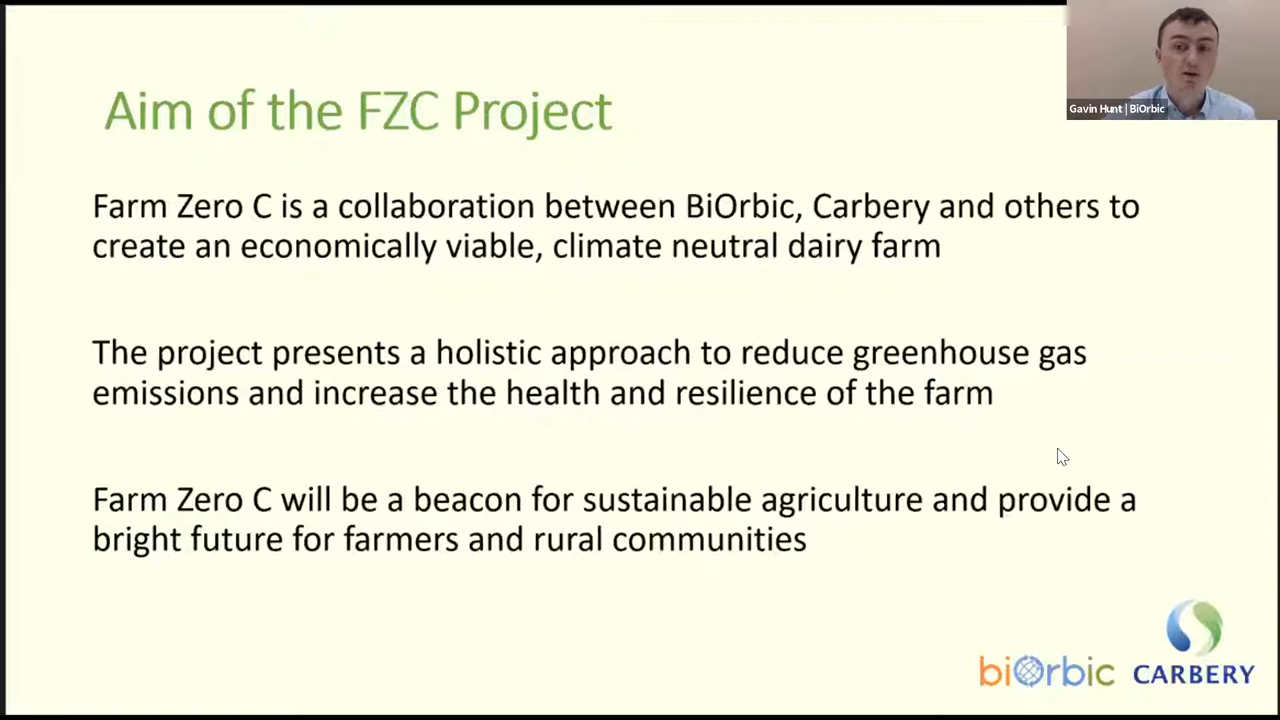 Gavin Hunt | BiOrbic
Aim of the FZC Project
Farm Zero C is a collaboration between BiOrbic, Carbery and others to
create an economically viable, climate neutral dairy farm
The project presents a holistic approach to reduce greenhouse gas
emissions and increase the health and resilience of the farm
Farm Zero C will be a beacon for sustainable agriculture and provide a
bright future for farmers and rural communities
biOrbic
CARBERY